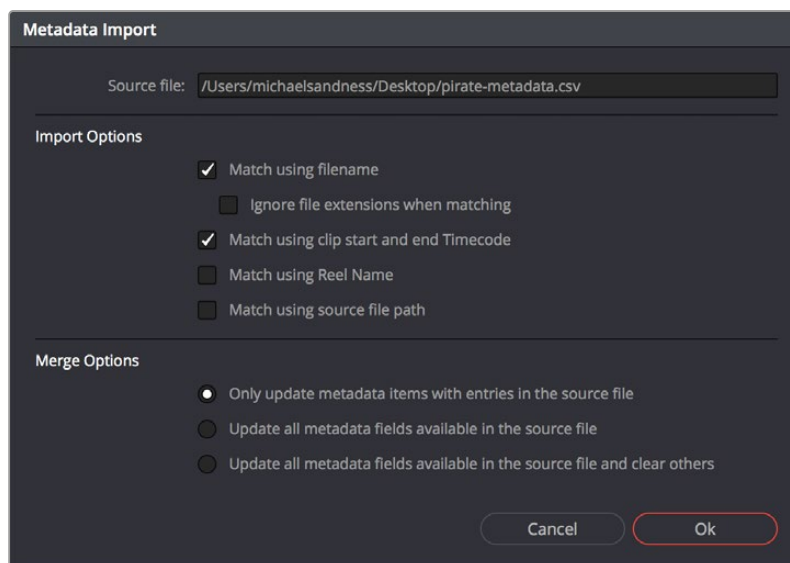 Metadata Import
Source file: /Users/michaelsandness/Desktop/pirate-metadata.csv
Import Options
Match using filename
Ignore file extensions when matching
Match using clip start and end Timecode
Match using Reel Name
Match using source file path
Merge Options
Only update metadata items with entries in the source file
Update all metadata fields available in the source file
Update all metadata fields available in the source file and clear others
Cancel Ok